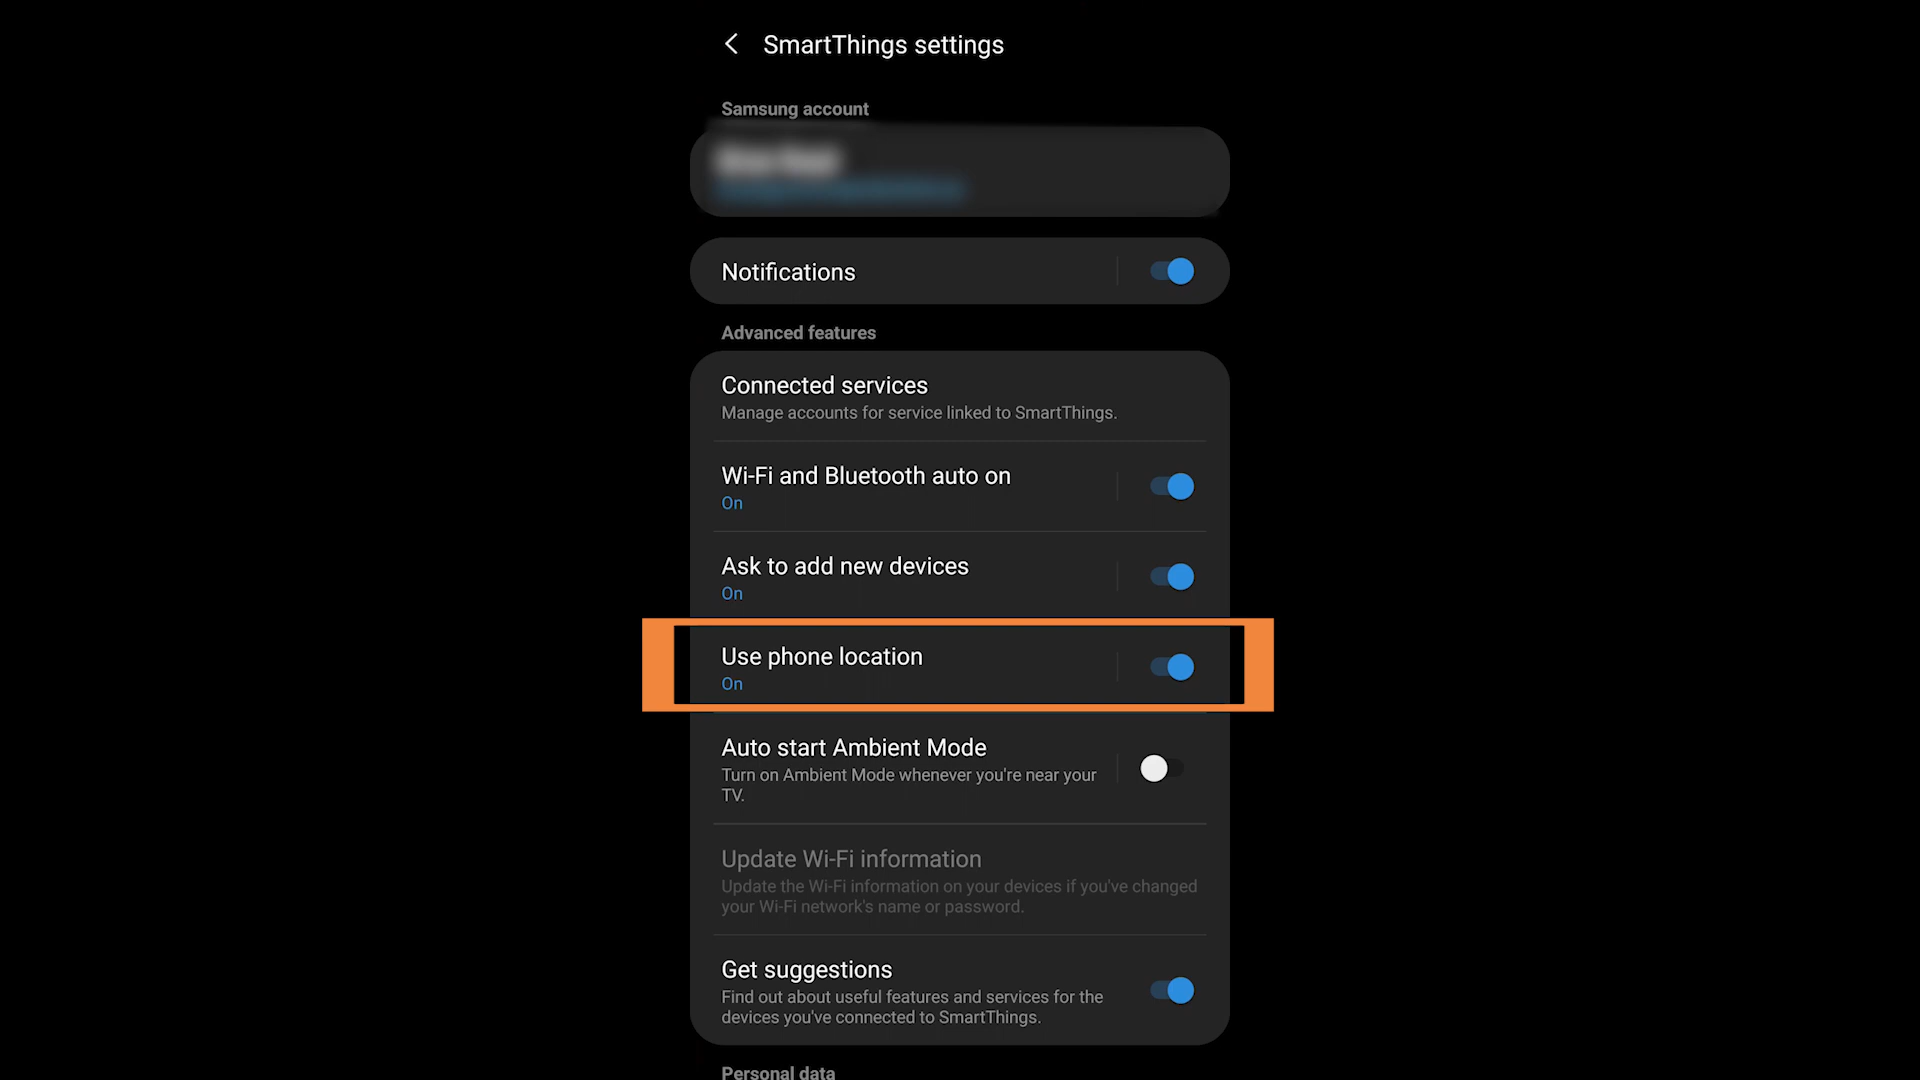 SmartThings settings
Samsung account
Notifications
Advanced features
Connected services
Manage accounts for service linked to SmartThings.
Wi-Fi and Bluetooth auto on
On
Ask to add new devices
On
Use phone location
On
Auto start Ambient Mode
Turn on Ambient Mode whenever you're near your
TV.
Update Wi-Fi information
Update the Wi-Fi information on your devices if you've changed
your Wi-Fi network's name or password.
Get suggestions
Find out about useful features and services for the
devices you've connected to SmartThings.
Personal data